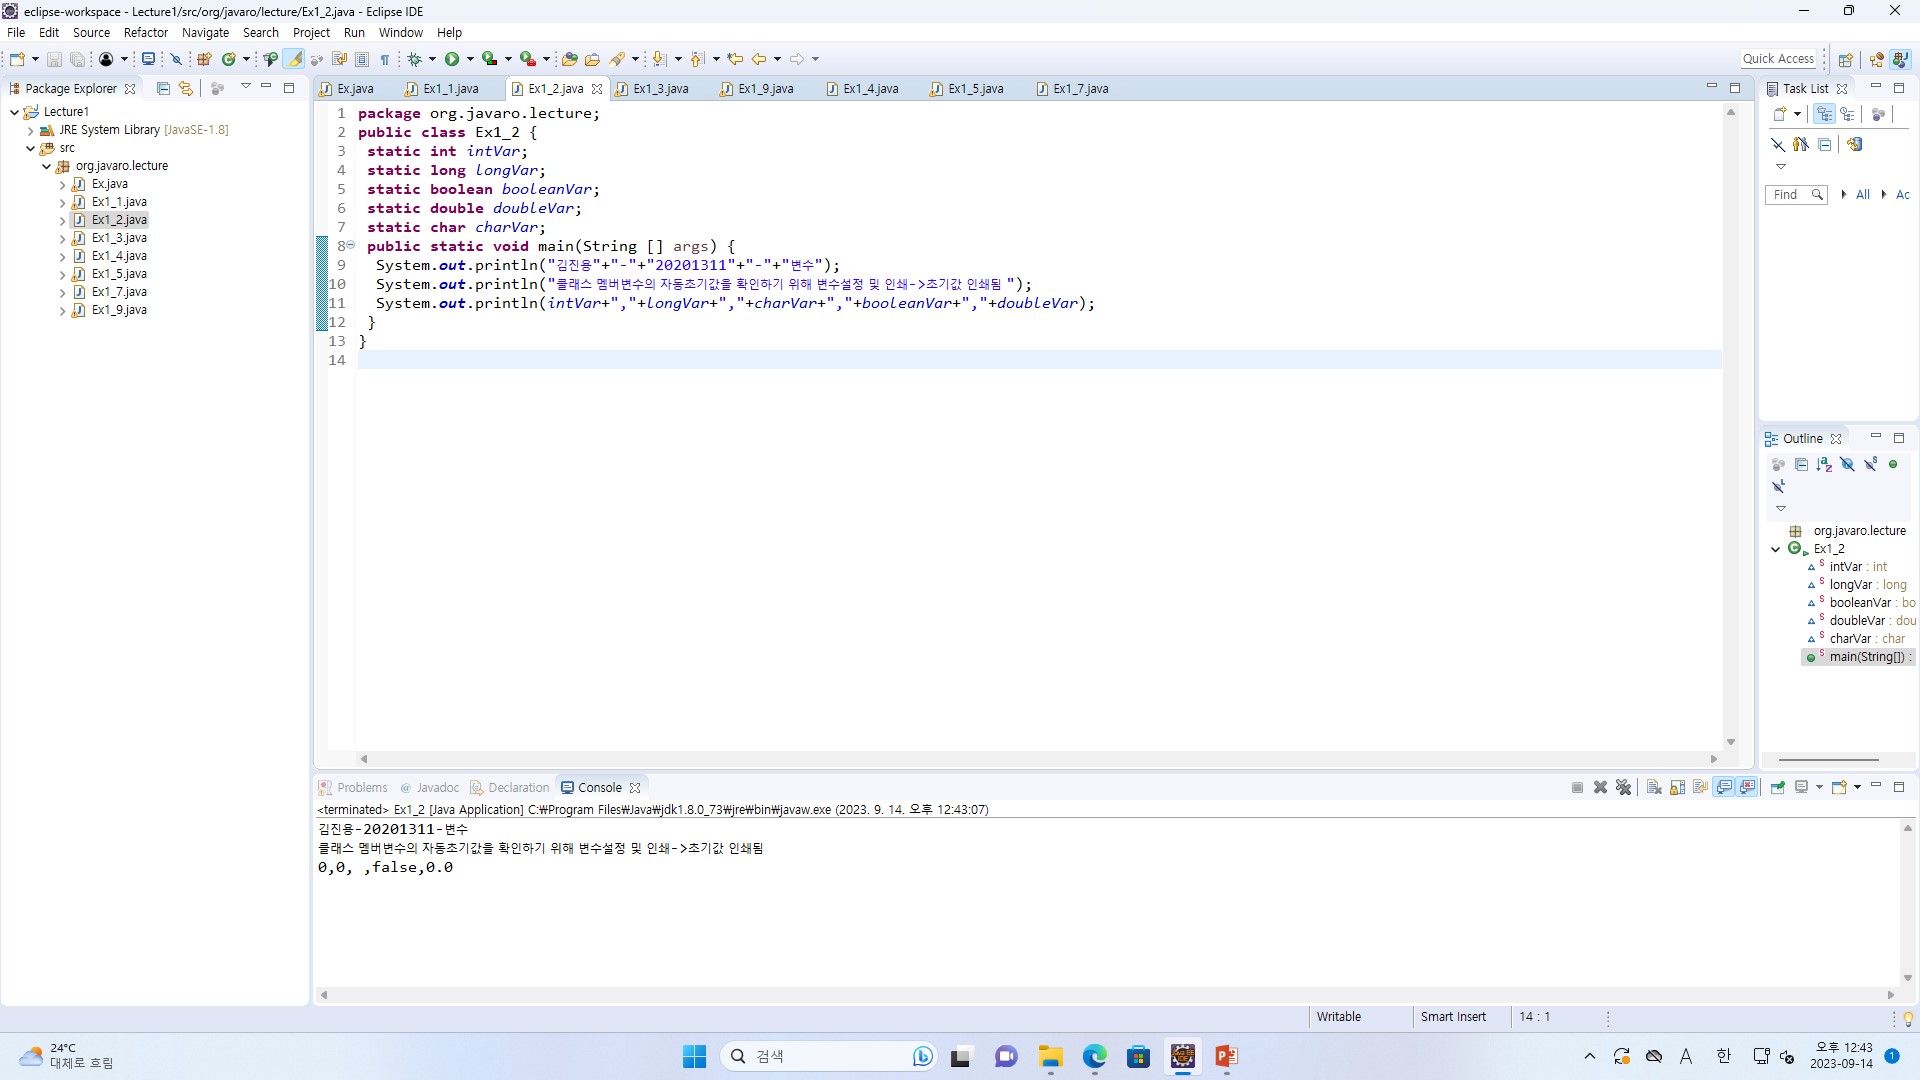 eclipse-workspace - Lecture1/src/org/javaro/lecture/Ex1_2.java - Eclipse IDE
File Edit Source Refactor Navigate Search Project Run Window Help
Quick Access
Package Explorer
Lecture1
JRE System Library [JavaSE-1.8]
src
org.javaro.lecture
Ex.java
Ex1_1.java
Ex1_2.java
Ex1_3.java
Ex1_4.java
Ex1_5.java
Ex1_7.java
Ex1_9.java
Ex.java Ex1_1.java Ex1_2.java Ex1_3.java Ex1_9.java Ex1_4.java Ex1_5.java Ex1_7.java
1 package org.javaro.lecture;
2 public class Ex1_2 {
3 static int intVar;
4 static long longVar;
5 static boolean booleanVar;
6 static double doubleVar;
7 static char charVar;
8 public static void main(String [] args) {
9 System.out.println("김진용"+"-"+"20201311"+"-"+"변수");
10 System.out.println("클래스 멤버변수의 자동초기값을 확인하기 위해 변수설정 및 인쇄->초기값 인쇄됨 ");
11 System.out.println(intVar+","+longVar+","+charVar+","+booleanVar+","+doubleVar);
12 }
13 }
14
Task List
Find All Ac
Outline
org.javaro.lecture
Ex1_2
intVar : int
longVar : long
booleanVar : bo
doubleVar : dou
charVar : char
main(String[]) :
Problems Javadoc Declaration Console
<terminated> Ex1_2 [Java Application] C:₩Program Files₩Java₩jdk1.8.0_73₩jre₩bin₩javaw.exe (2023. 9. 14. 오후 12:43:07)
김진용-20201311-변수
클래스 멤버변수의 자동초기값을 확인하기 위해 변수설정 및 인쇄->초기값 인쇄됨
0,0, ,false,0.0
Writable Smart Insert 14 : 1
24°C
대체로 흐림
검색
A 한
오후 12:43
2023-09-14
1